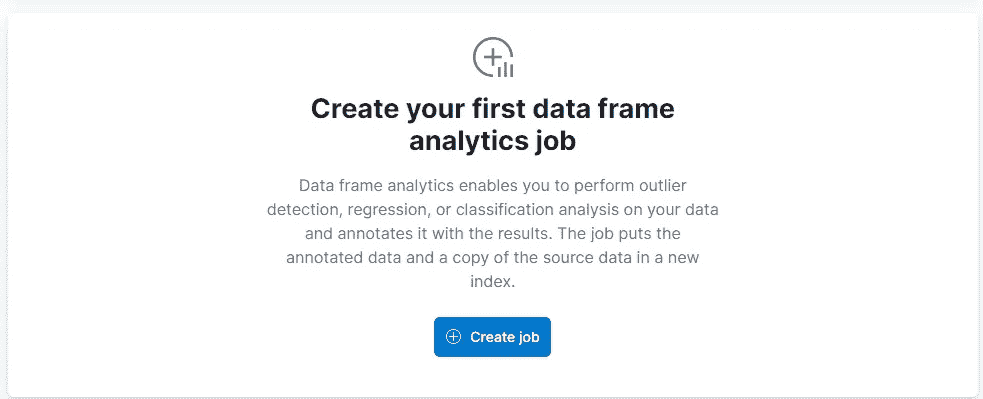 Create your first data frame
analytics job
Data frame analytics enables you to perform outlier
detection, regression, or classification analysis on your data
and annotates it with the results. The job puts the
annotated data and a copy of the source data in a new
index.
Create job